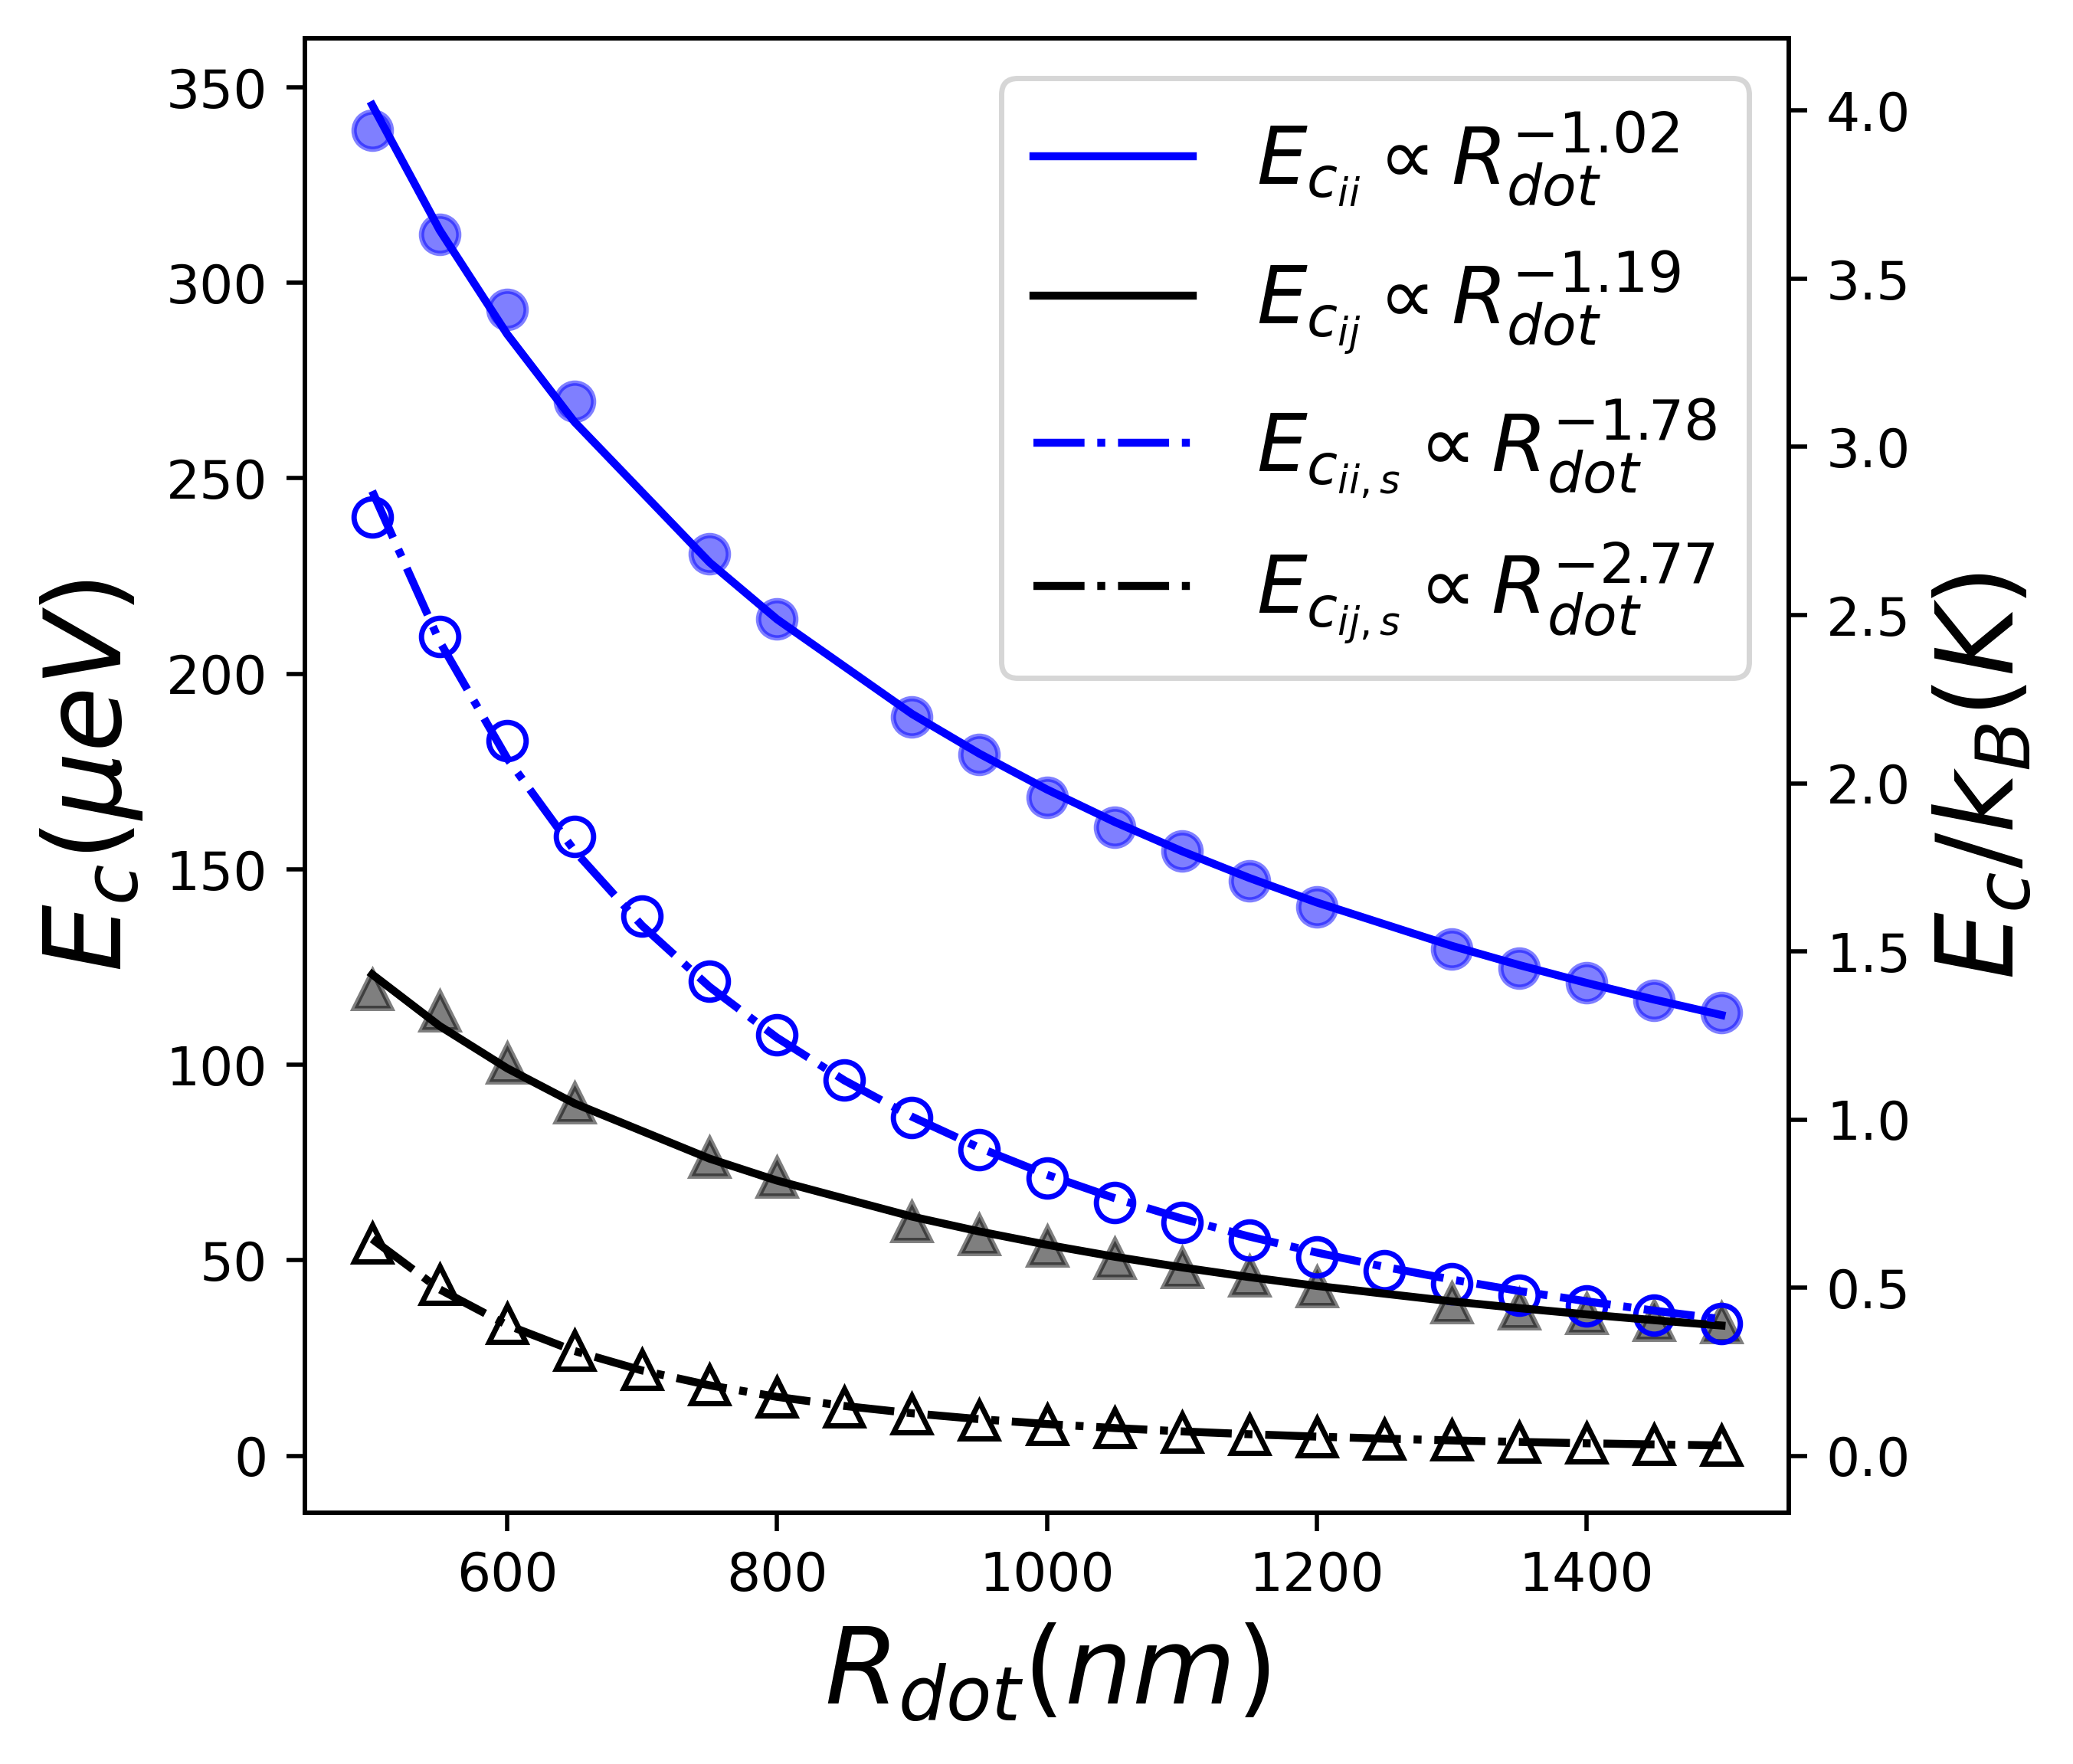 E_c(μeV)
350
300
250
200
150
100
50
0
E_{c_{ii}} ∝ R_{dot}^{-1.02}
E_{c_{ij}} ∝ R_{dot}^{-1.19}
E_{c_{ii,s}} ∝ R_{dot}^{-1.78}
E_{c_{ij,s}} ∝ R_{dot}^{-2.77}
4.0
3.5
3.0
2.5
2.0
1.5
1.0
0.5
0.0
E_c/k_B(K)
600 800 1000 1200 1400
R_{dot}(nm)